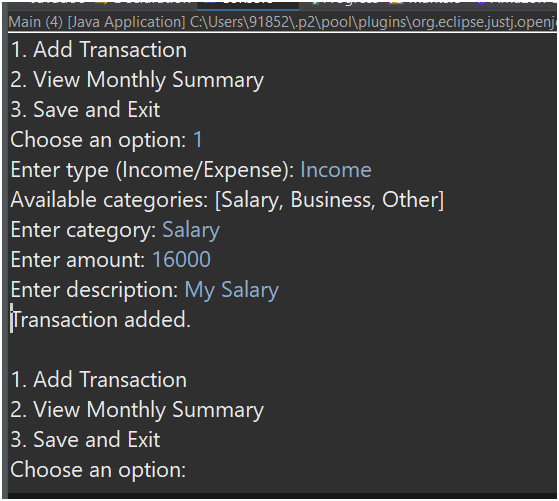 Main (4) [Java Application] C:\Users\91852\.p2\pool\plugins\org.eclipse.justj.openj
1. Add Transaction
2. View Monthly Summary
3. Save and Exit
Choose an option: 1
Enter type (Income/Expense): Income
Available categories: [Salary, Business, Other]
Enter category: Salary
Enter amount: 16000
Enter description: My Salary
Transaction added.
1. Add Transaction
2. View Monthly Summary
3. Save and Exit
Choose an option: